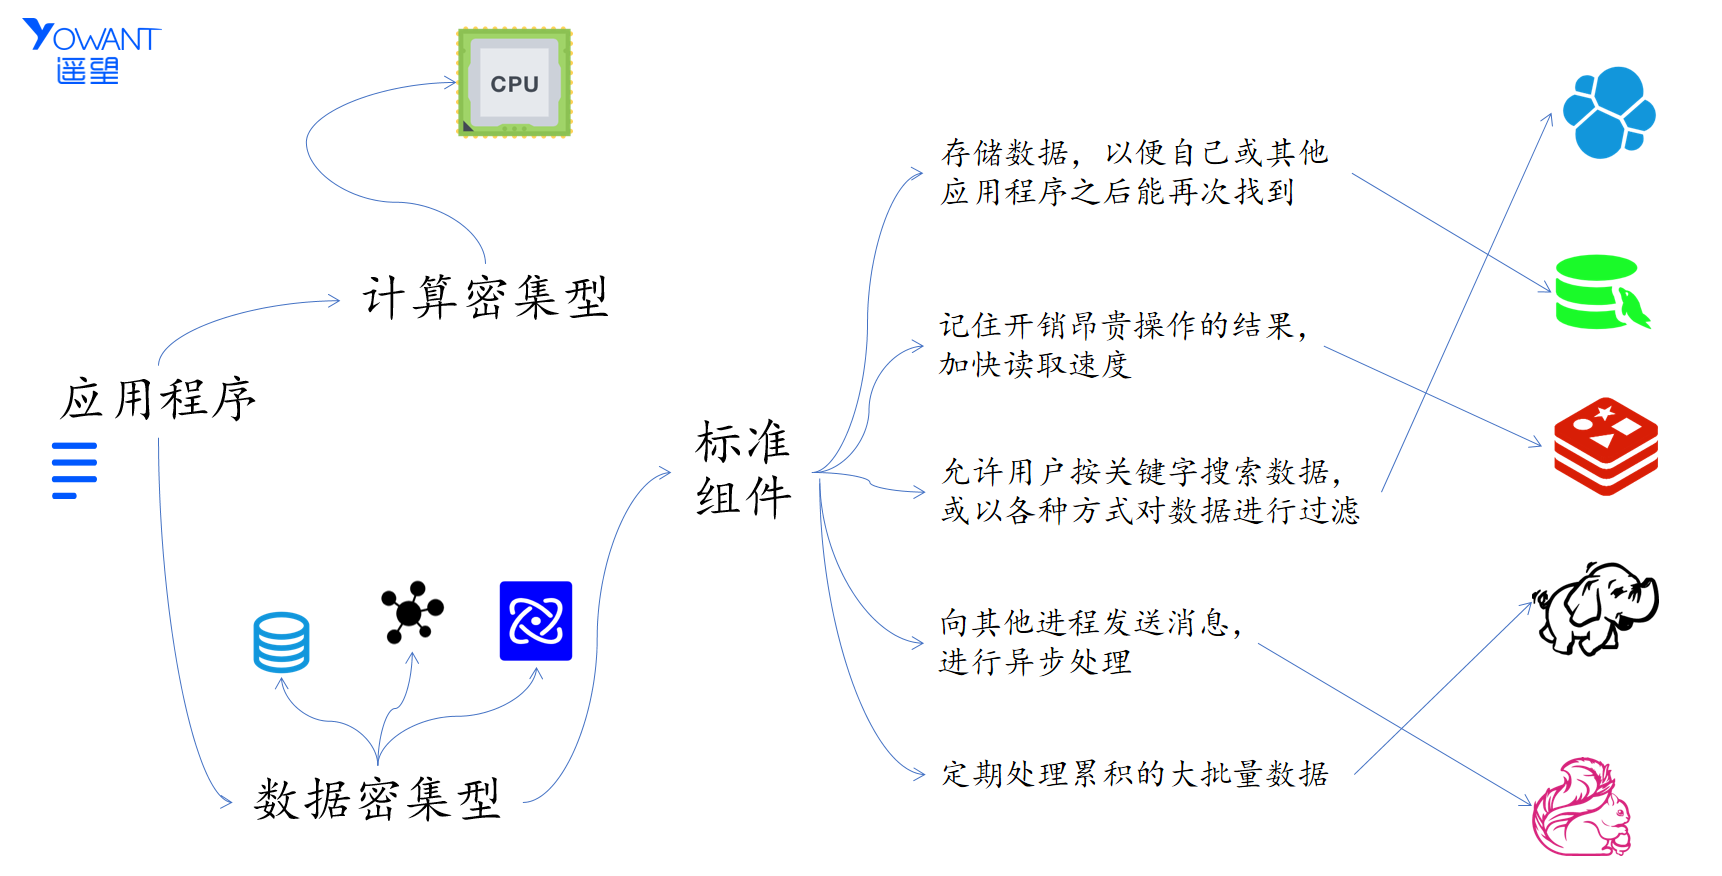 YOWANT
遥望
CPU
计算密集型
应用程序
数据密集型
标准
组件
存储数据，以便自己或其他
应用程序之后能再次找到
记住开销昂贵操作的结果，
加快读取速度
允许用户按关键字搜索数据，
或以各种方式对数据进行过滤
向其他进程发送消息，
进行异步处理
定期处理累积的大批量数据